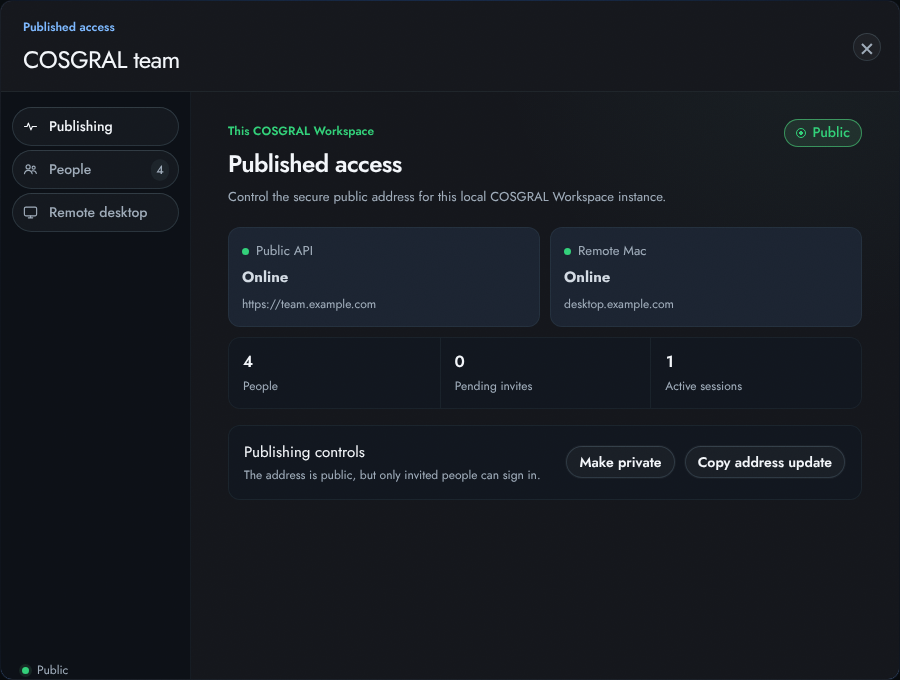 Published access
COSGRAL team
Publishing
People 4
Remote desktop
Public
This COSGRAL Workspace
Public
Published access
Control the secure public address for this local COSGRAL Workspace instance.
Public API
Online
https://team.example.com
Remote Mac
Online
desktop.example.com
4
People
0
Pending invites
1
Active sessions
Publishing controls
The address is public, but only invited people can sign in.
Make private
Copy address update